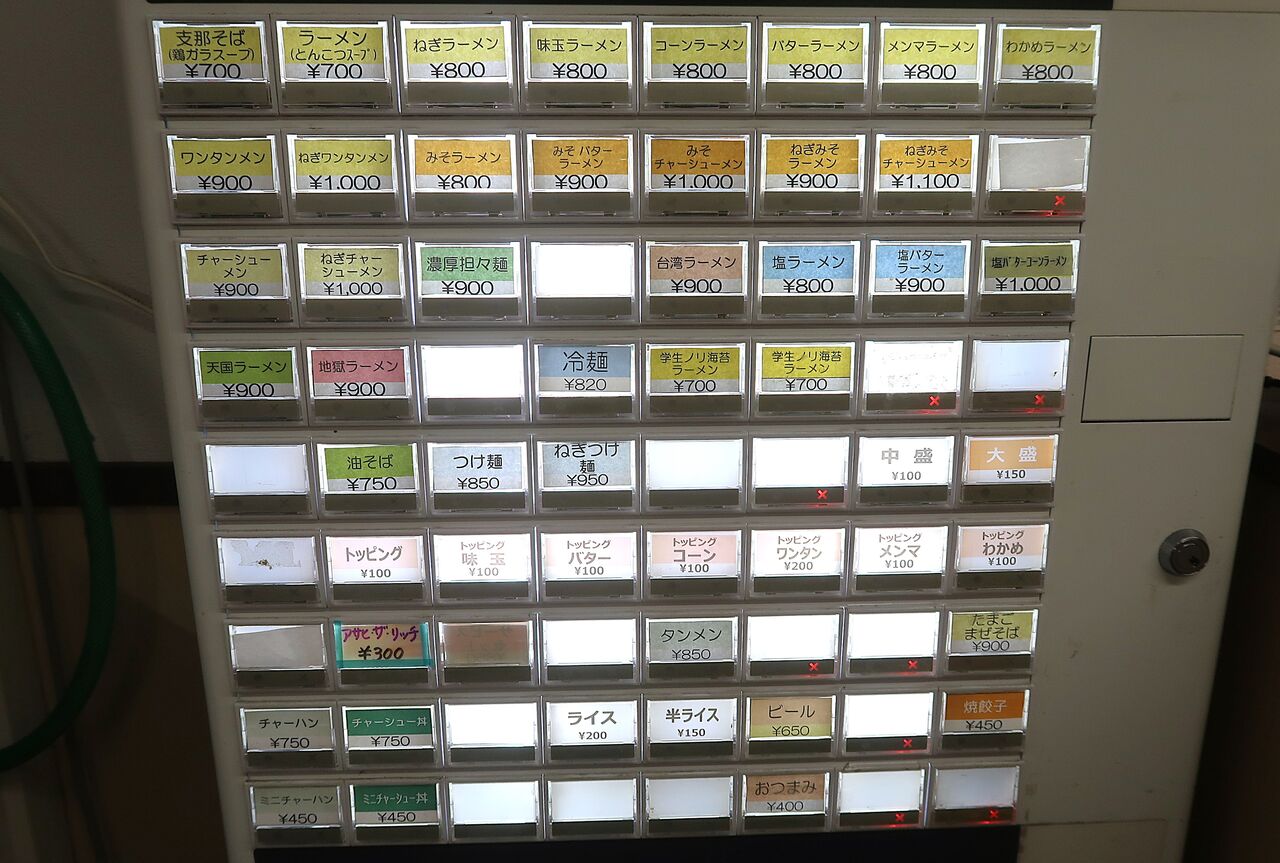 支那そば
(鶏ガラスープ)
¥700
ラーメン
(とんこつスープ)
¥700
ねぎラーメン
¥800
味玉ラーメン
¥800
コーンラーメン
¥800
バターラーメン
¥800
メンマラーメン
¥800
わかめラーメン
¥800
ワンタンメン
¥900
ねぎワンタンメン
¥1,000
みそラーメン
¥800
みそ バター
ラーメン
¥900
みそ
チャーシューメン
¥1,000
ねぎみそ
ラーメン
¥900
ねぎみそ
チャーシューメン
¥1,100
×
チャーシュー
メン
¥900
ねぎチャー
シューメン
¥1,000
濃厚担々麺
¥900
台湾ラーメン
¥900
塩ラーメン
¥800
塩バター
ラーメン
¥900
塩バターコーンラーメン
¥1,000
天国ラーメン
¥900
地獄ラーメン
¥900
冷麺
¥820
学生ノリ海苔
ラーメン
¥700
学生ノリ海苔
ラーメン
¥700
×
×
油そば
¥750
つけ麺
¥850
ねぎつけ
麺
¥950
×
中 盛
¥100
大 盛
¥150
トッピング
¥100
トッピング
味 玉
¥100
トッピング
バター
¥100
トッピング
コーン
¥100
トッピング
ワンタン
¥200
トッピング
メンマ
¥100
トッピング
わかめ
¥100
アサヒ・ザ・リッチ
¥300
タンメン
¥850
×
×
たまご
まぜそば
¥900
チャーハン
¥750
チャーシュー丼
¥750
ライス
¥200
半ライス
¥150
ビール
¥650
×
焼餃子
¥450
ミニチャーハン
¥450
ミニチャーシュー丼
¥450
おつまみ
¥400
×
×